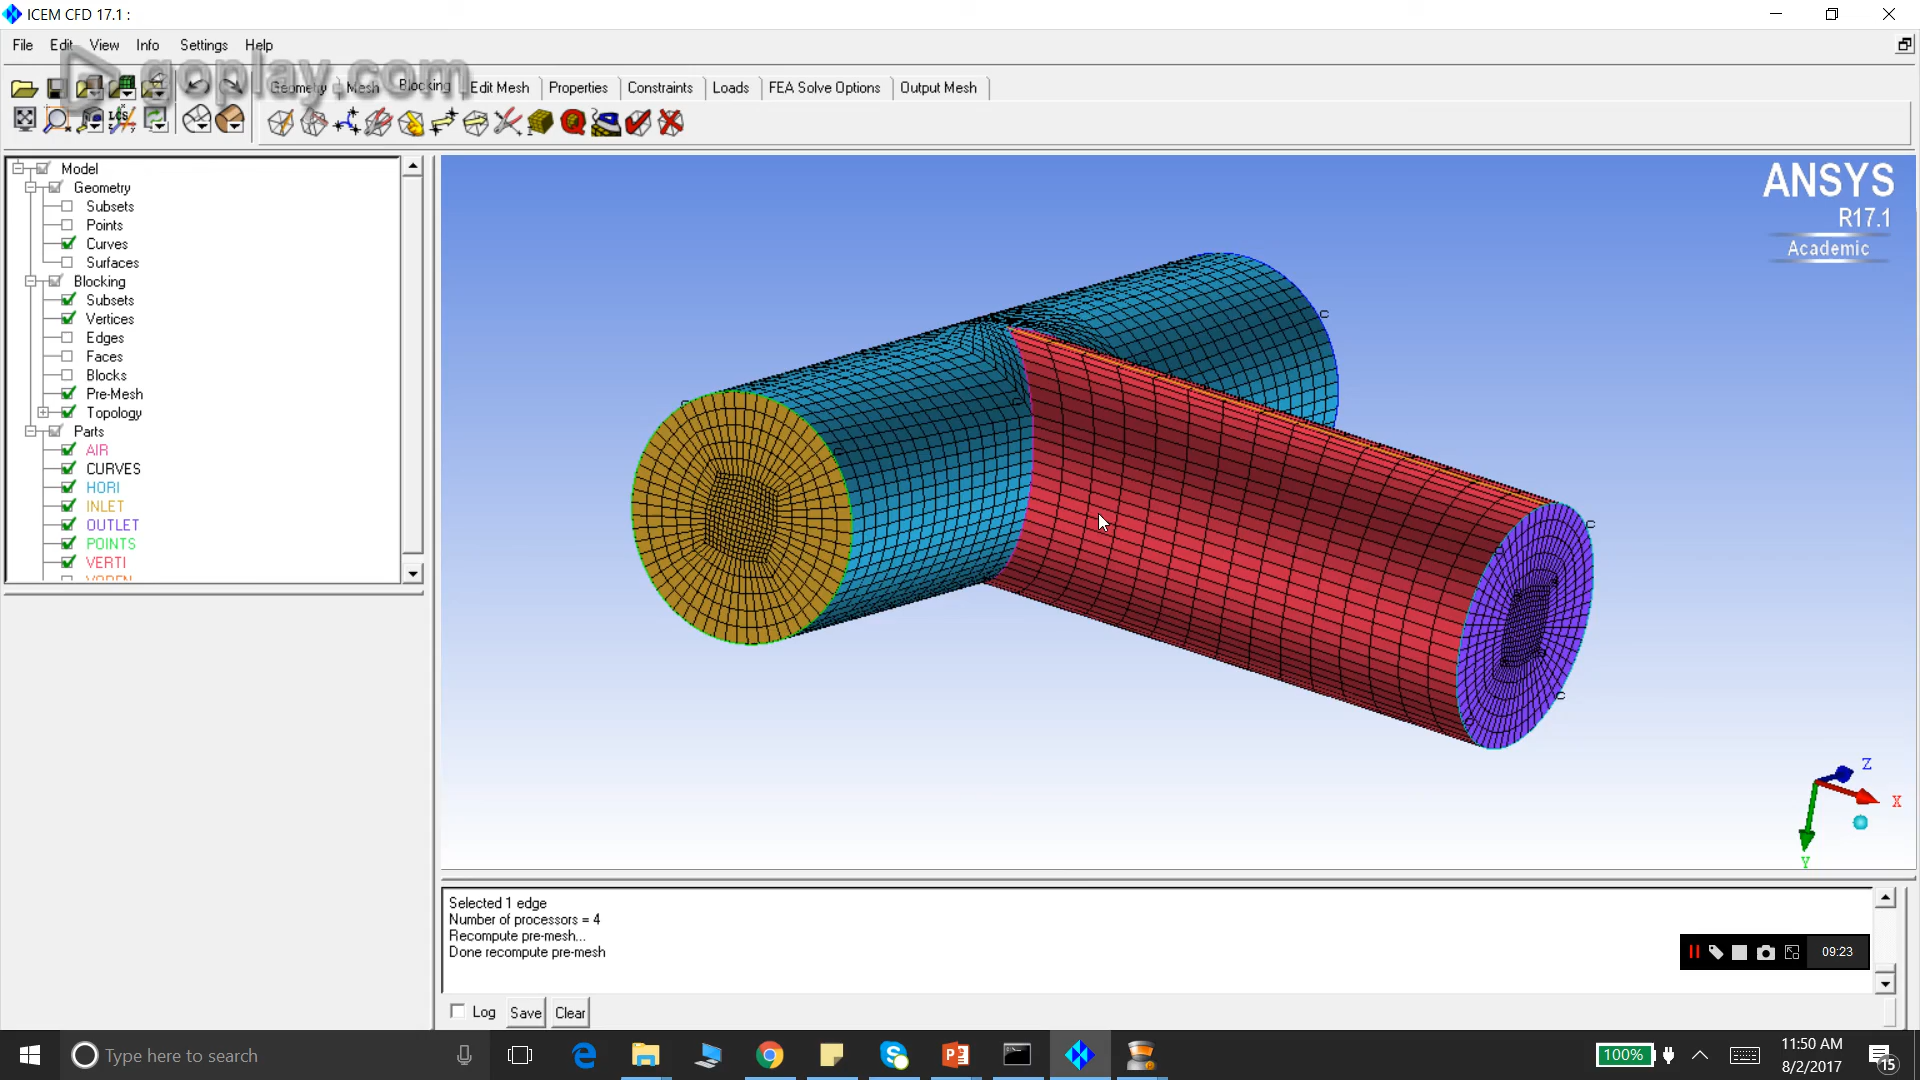 ICEM CFD 17.1 :
File Edit View Info Settings Help
goplay.com
Geometry Mesh Blocking Edit Mesh Properties Constraints Loads FEA Solve Options Output Mesh
LCS
Model
Geometry
Subsets
Points
Curves
Surfaces
Blocking
Subsets
Vertices
Edges
Faces
Blocks
Pre-Mesh
Topology
Parts
AIR
CURVES
HORI
INLET
OUTLET
POINTS
VERTI
ANSYS
R17.1
Academic
Z
X
Y
Selected 1 edge
Number of processors = 4
Recompute pre-mesh...
Done recompute pre-mesh
09:23
Log Save Clear
Type here to search
100%
11:50 AM
8/2/2017
15